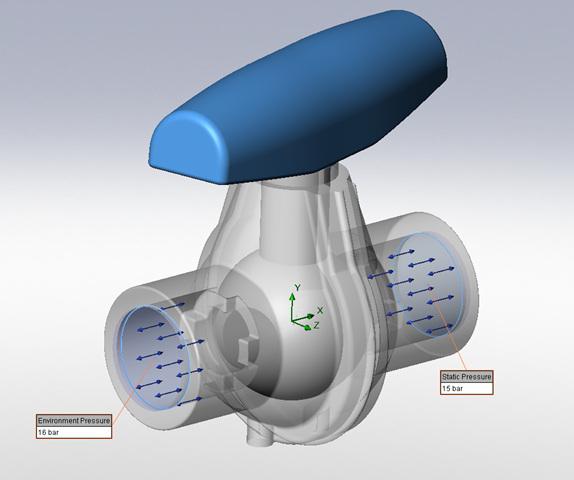 Y
X
Z
Static Pressure
15 bar
Environment Pressure
16 bar